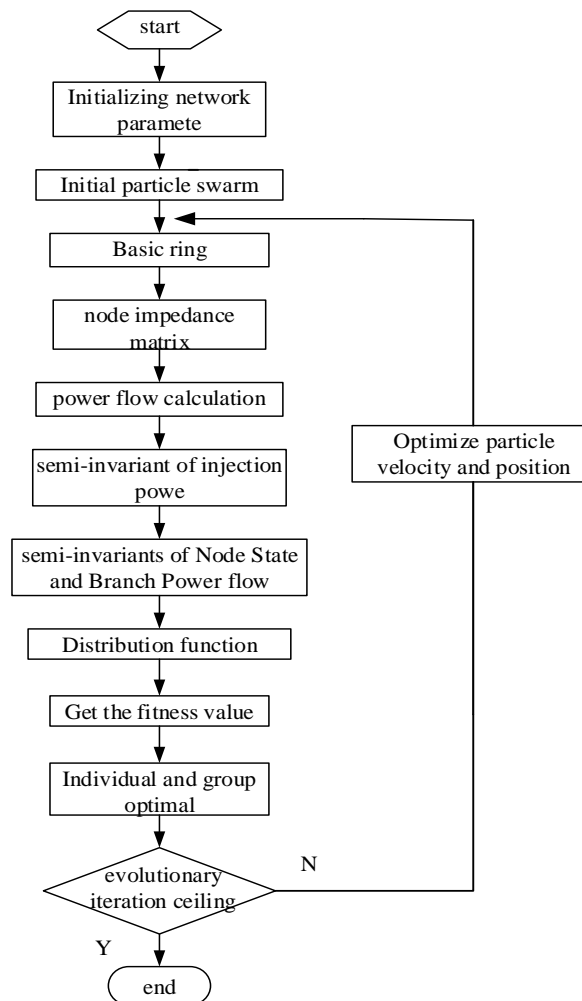 start
Initializing network
paramete
Initial particle swarm
Basic ring
node impedance
matrix
power flow calculation
Optimize particle
velocity and position
semi-invariant of injection
powe
semi-invariants of Node State
and Branch Power flow
Distribution function
Get the fitness value
Individual and group
optimal
evolutionary
iteration ceiling
N
Y
end